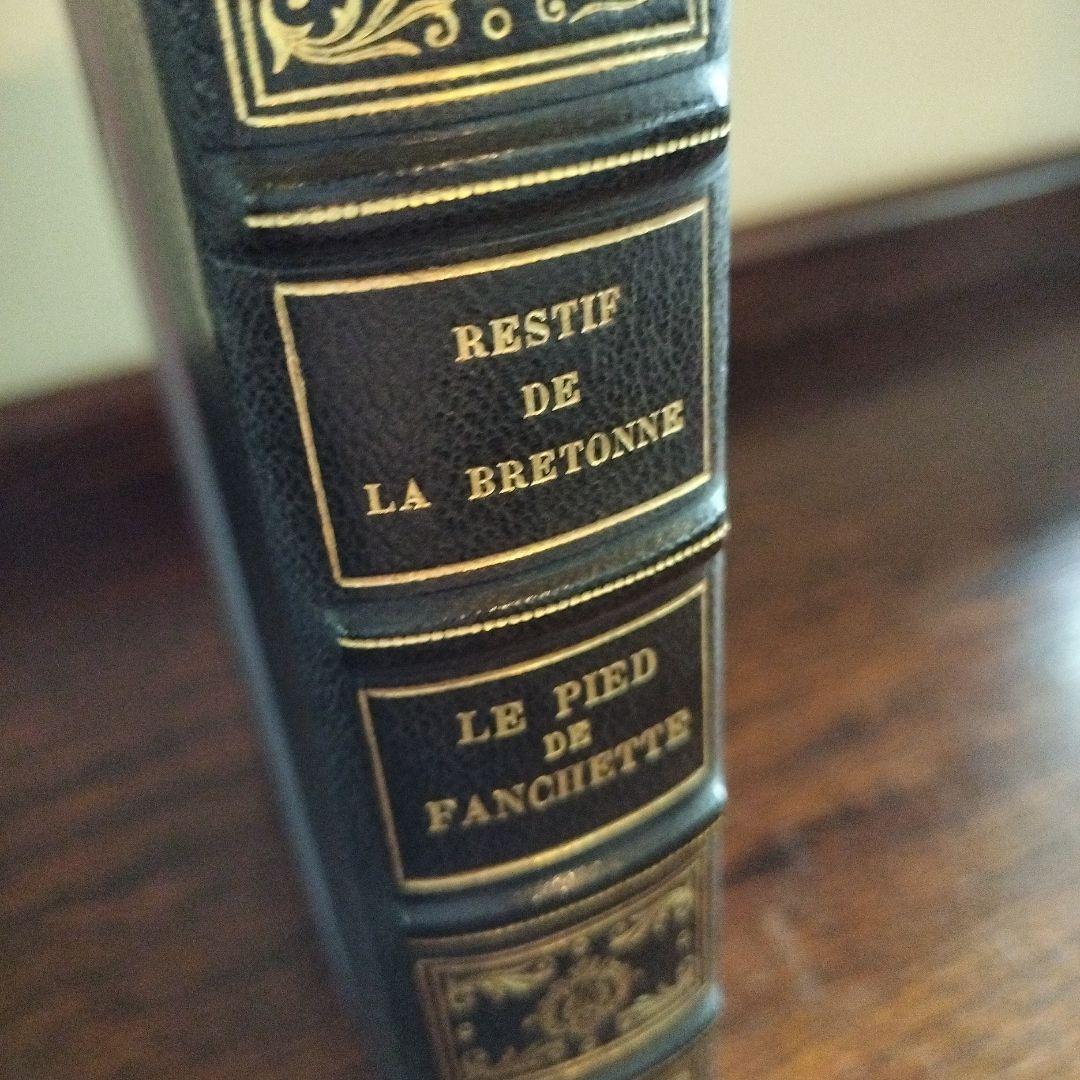 RESTIF
DE
LA BRETONNE
LE PIED
DE
FANCHETTE